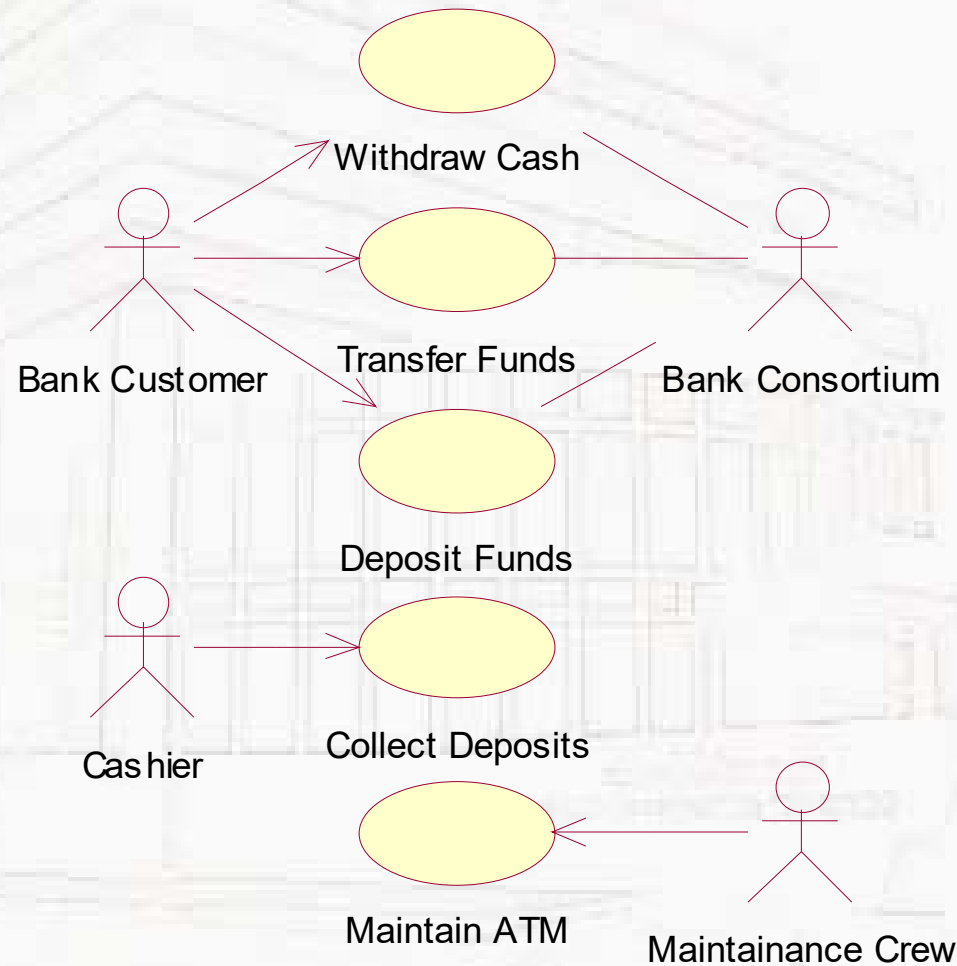 Withdraw Cash
Bank Customer
Transfer Funds
Bank Consortium
Deposit Funds
Cashier
Collect Deposits
Maintain ATM
Maintainance Crew